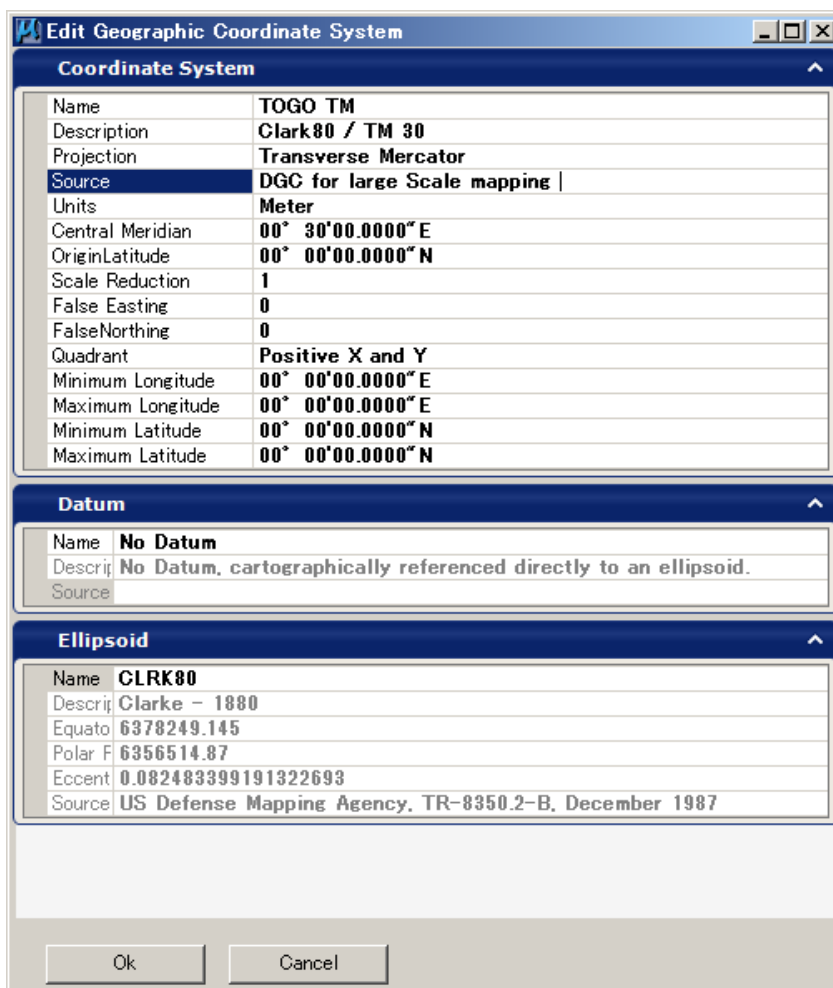 Edit Geographic Coordinate System
Coordinate System
Name TOGO TM
Description Clark80 / TM 30
Projection Transverse Mercator
Source DGC for large Scale mapping
Units Meter
Central Meridian 00° 30'00.0000"E
OriginLatitude 00° 00'00.0000"N
Scale Reduction 1
False Easting 0
FalseNorthing 0
Quadrant Positive X and Y
Minimum Longitude 00° 00'00.0000"E
Maximum Longitude 00° 00'00.0000"E
Minimum Latitude 00° 00'00.0000"N
Maximum Latitude 00° 00'00.0000"N
Datum
Name No Datum
Descrip No Datum, cartographically referenced directly to an ellipsoid.
Source
Ellipsoid
Name CLRK80
Descrip Clarke - 1880
Equato 6378249.145
Polar F 6356514.87
Eccent 0.082483399191322693
Source US Defense Mapping Agency, TR-8350.2-B, December 1987
Ok Cancel